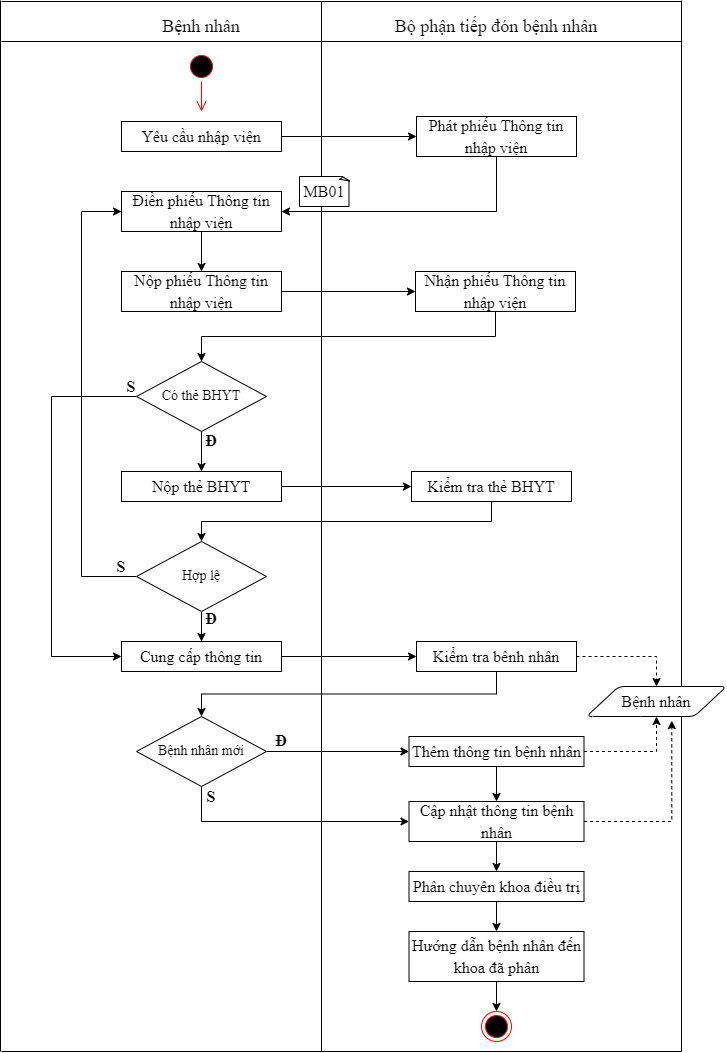 Bệnh nhân
Bộ phận tiếp đón bệnh nhân
Yêu cầu nhập viện
Phát phiếu Thông tin
nhập viện
MB01
Điền phiếu Thông tin
nhập viện
Nộp phiếu Thông tin
nhập viện
Nhận phiếu Thông tin
nhập viện
S
Có thẻ BHYT
Đ
Nộp thẻ BHYT
Kiểm tra thẻ BHYT
S
Hợp lệ
Đ
Cung cấp thông tin
Kiểm tra bênh nhân
Bệnh nhân
Bệnh nhân mới
Đ
Thêm thông tin bệnh nhân
S
Cập nhật thông tin bệnh
nhân
Phân chuyên khoa điều trị
Hướng dẫn bệnh nhân đến
khoa đã phân